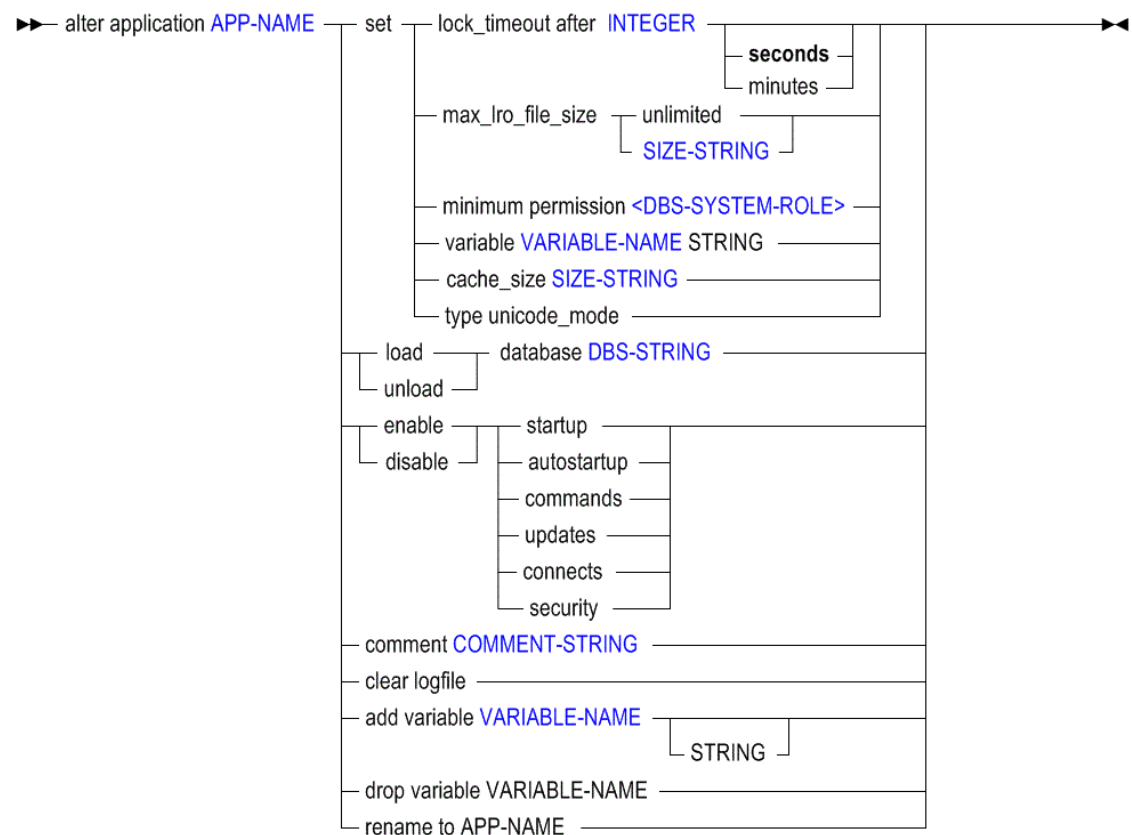 alter application APP-NAME set lock_timeout after INTEGER
seconds
minutes
max_lro_file_size unlimited
SIZE-STRING
minimum permission <DBS-SYSTEM-ROLE>
variable VARIABLE-NAME STRING
cache_size SIZE-STRING
type unicode_mode
load database DBS-STRING
unload
enable startup
disable autostartup
commands
updates
connects
security
comment COMMENT-STRING
clear logfile
add variable VARIABLE-NAME
STRING
drop variable VARIABLE-NAME
rename to APP-NAME